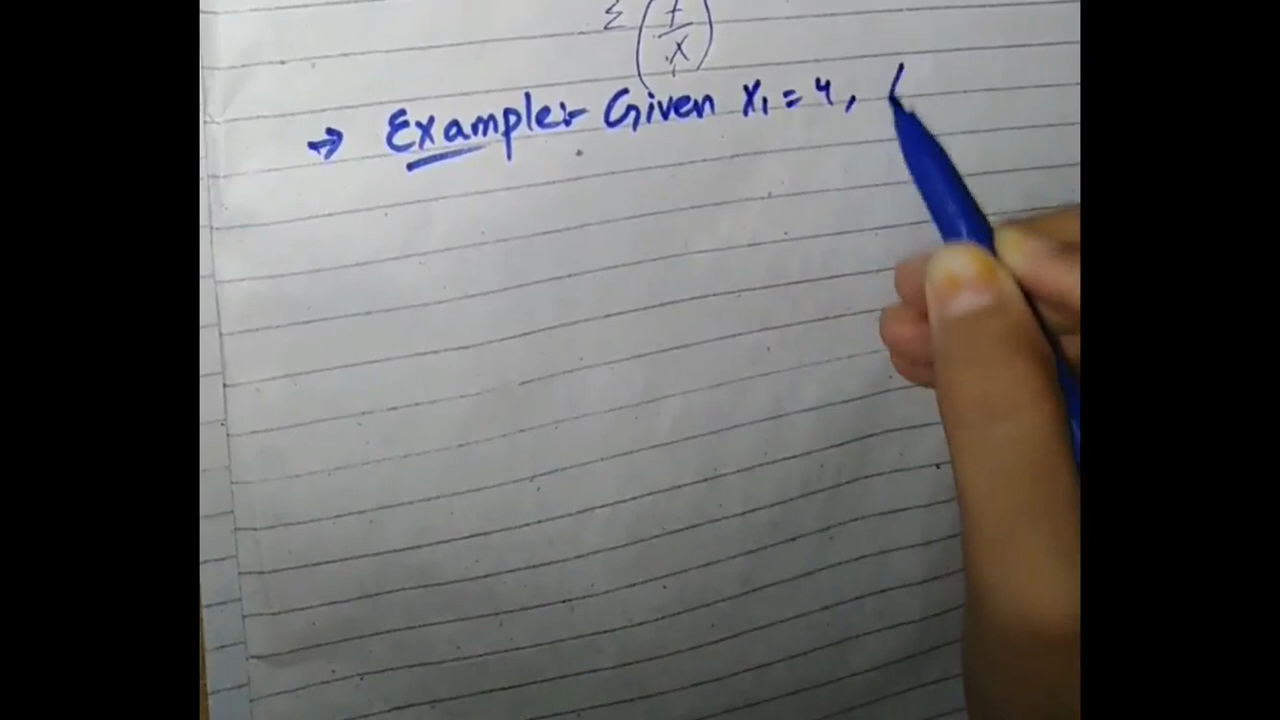 Σ (f/x)
→ Example:- Given x₁ = 4, (